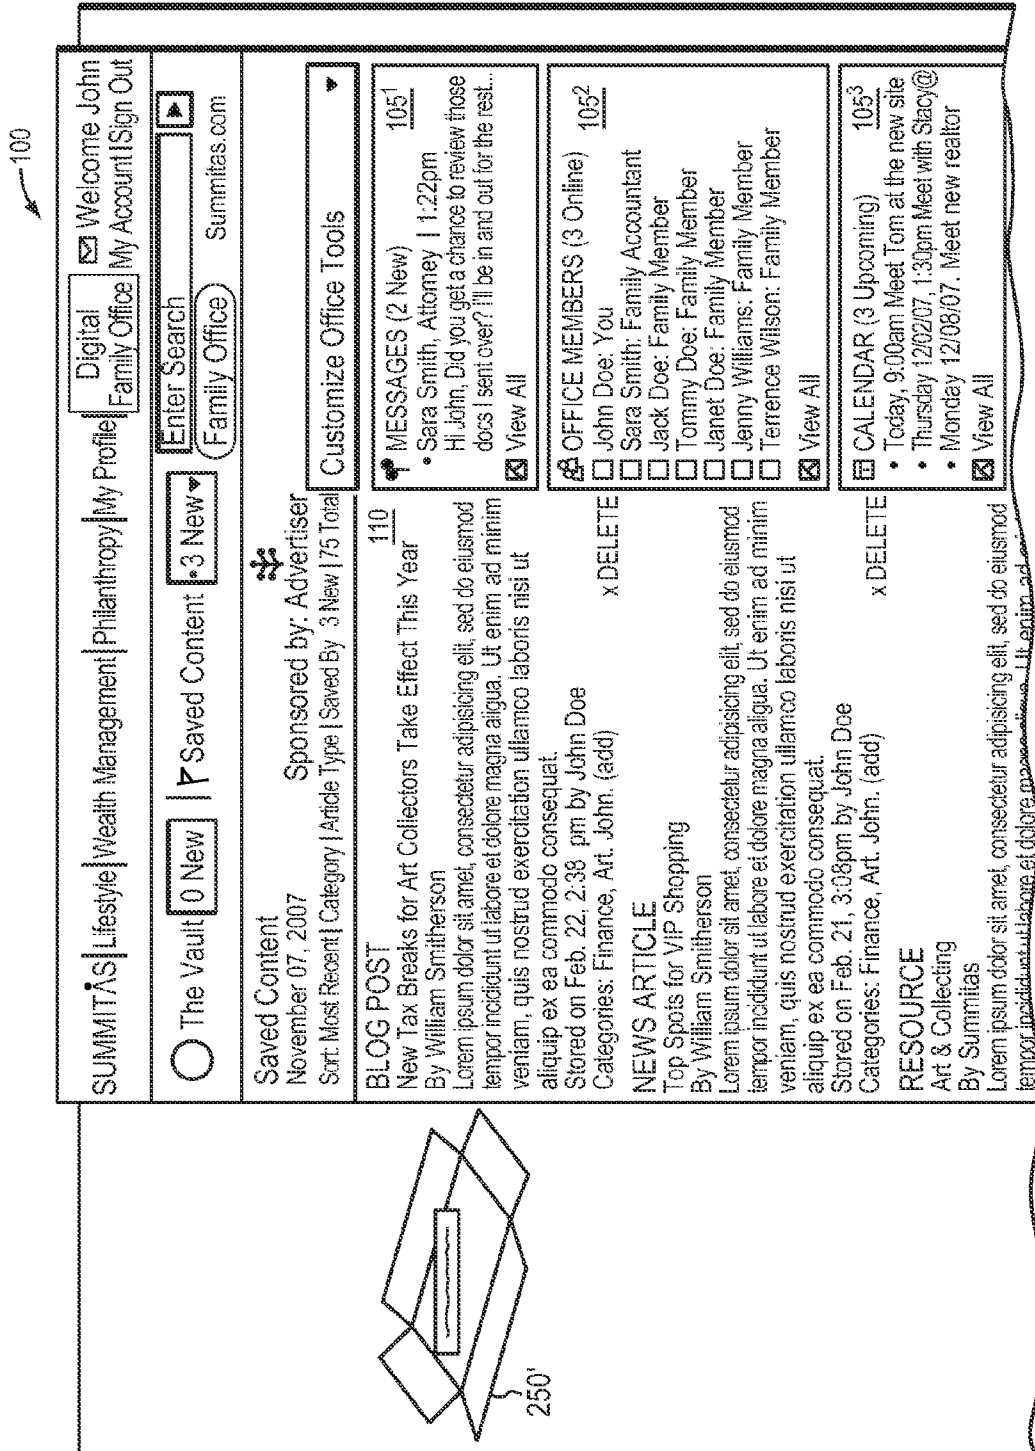 100
SUMMITAS | Lifestyle | Wealth Management | Philanthropy | My Profile | Digital Family Office
Welcome John
My Account | Sign Out
The Vault 0 New | Saved Content •3 New
Enter Search
Family Office Summitas.com
Saved Content
November 07, 2007 Sponsored by: Advertiser
Sort: Most Recent | Category | Article Type | Saved By 3 New | 75 Total
Customize Office Tools
BLOG POST 110
New Tax Breaks for Art Collectors Take Effect This Year
By William Smitherson
Lorem ipsum dolor sit amet, consectetur adipisicing elit, sed do eiusmod
tempor incididunt ut labore et dolore magna aligua. Ut enim ad minim
veniam, quis nostrud exercitation ullamco laboris nisi ut
aliquip ex ea commodo consequat.
Stored on Feb. 22, 2:38 pm by John Doe
Categories: Finance, Art. John. (add) x DELETE
NEWS ARTICLE
Top Spots for VIP Shopping
By William Smitherson
Lorem ipsum dolor sit amet, consectetur adipisicing elit, sed do eiusmod
tempor incididunt ut labore et dolore magna aligua. Ut enim ad minim
veniam, quis nostrud exercitation ullamco laboris nisi ut
aliquip ex ea commodo consequat.
Stored on Feb. 21, 3:08pm by John Doe
Categories: Finance, Art. John. (add) x DELETE
RESOURCE
Art & Collecting
By Summitas
Lorem ipsum dolor sit amet, consectetur adipisicing elit, sed do eiusmod
tempor incididunt ut labore et dolore
MESSAGES (2 New) 105¹
• Sara Smith, Attorney | 1:22pm
Hi John, Did you get a chance to review those
docs I sent over? I'll be in and out for the rest...
View All
OFFICE MEMBERS (3 Online) 105²
John Doe: You
Sara Smith: Family Accountant
Jack Doe: Family Member
Tommy Doe: Family Member
Janet Doe: Family Member
Jenny Williams: Family Member
Terrence Wilson: Family Member
View All
CALENDAR (3 Upcoming) 105³
• Today, 9:00am Meet Tom at the new site
• Thursday 12/02/07, 1:30pm Meet with Stacy@
• Monday 12/08/07. Meet new realtor
View All
250'